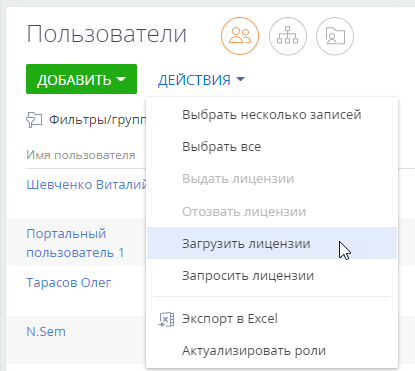 Пользователи
ДОБАВИТЬ
ДЕЙСТВИЯ
Фильтры/групп
Имя пользователя
Шевченко Виталий
Портальный
пользователь 1
Тарасов Олег
N.Sem
Выбрать несколько записей
Выбрать все
Выдать лицензии
Отозвать лицензии
Загрузить лицензии
Запросить лицензии
Экспорт в Excel
Актуализировать роли